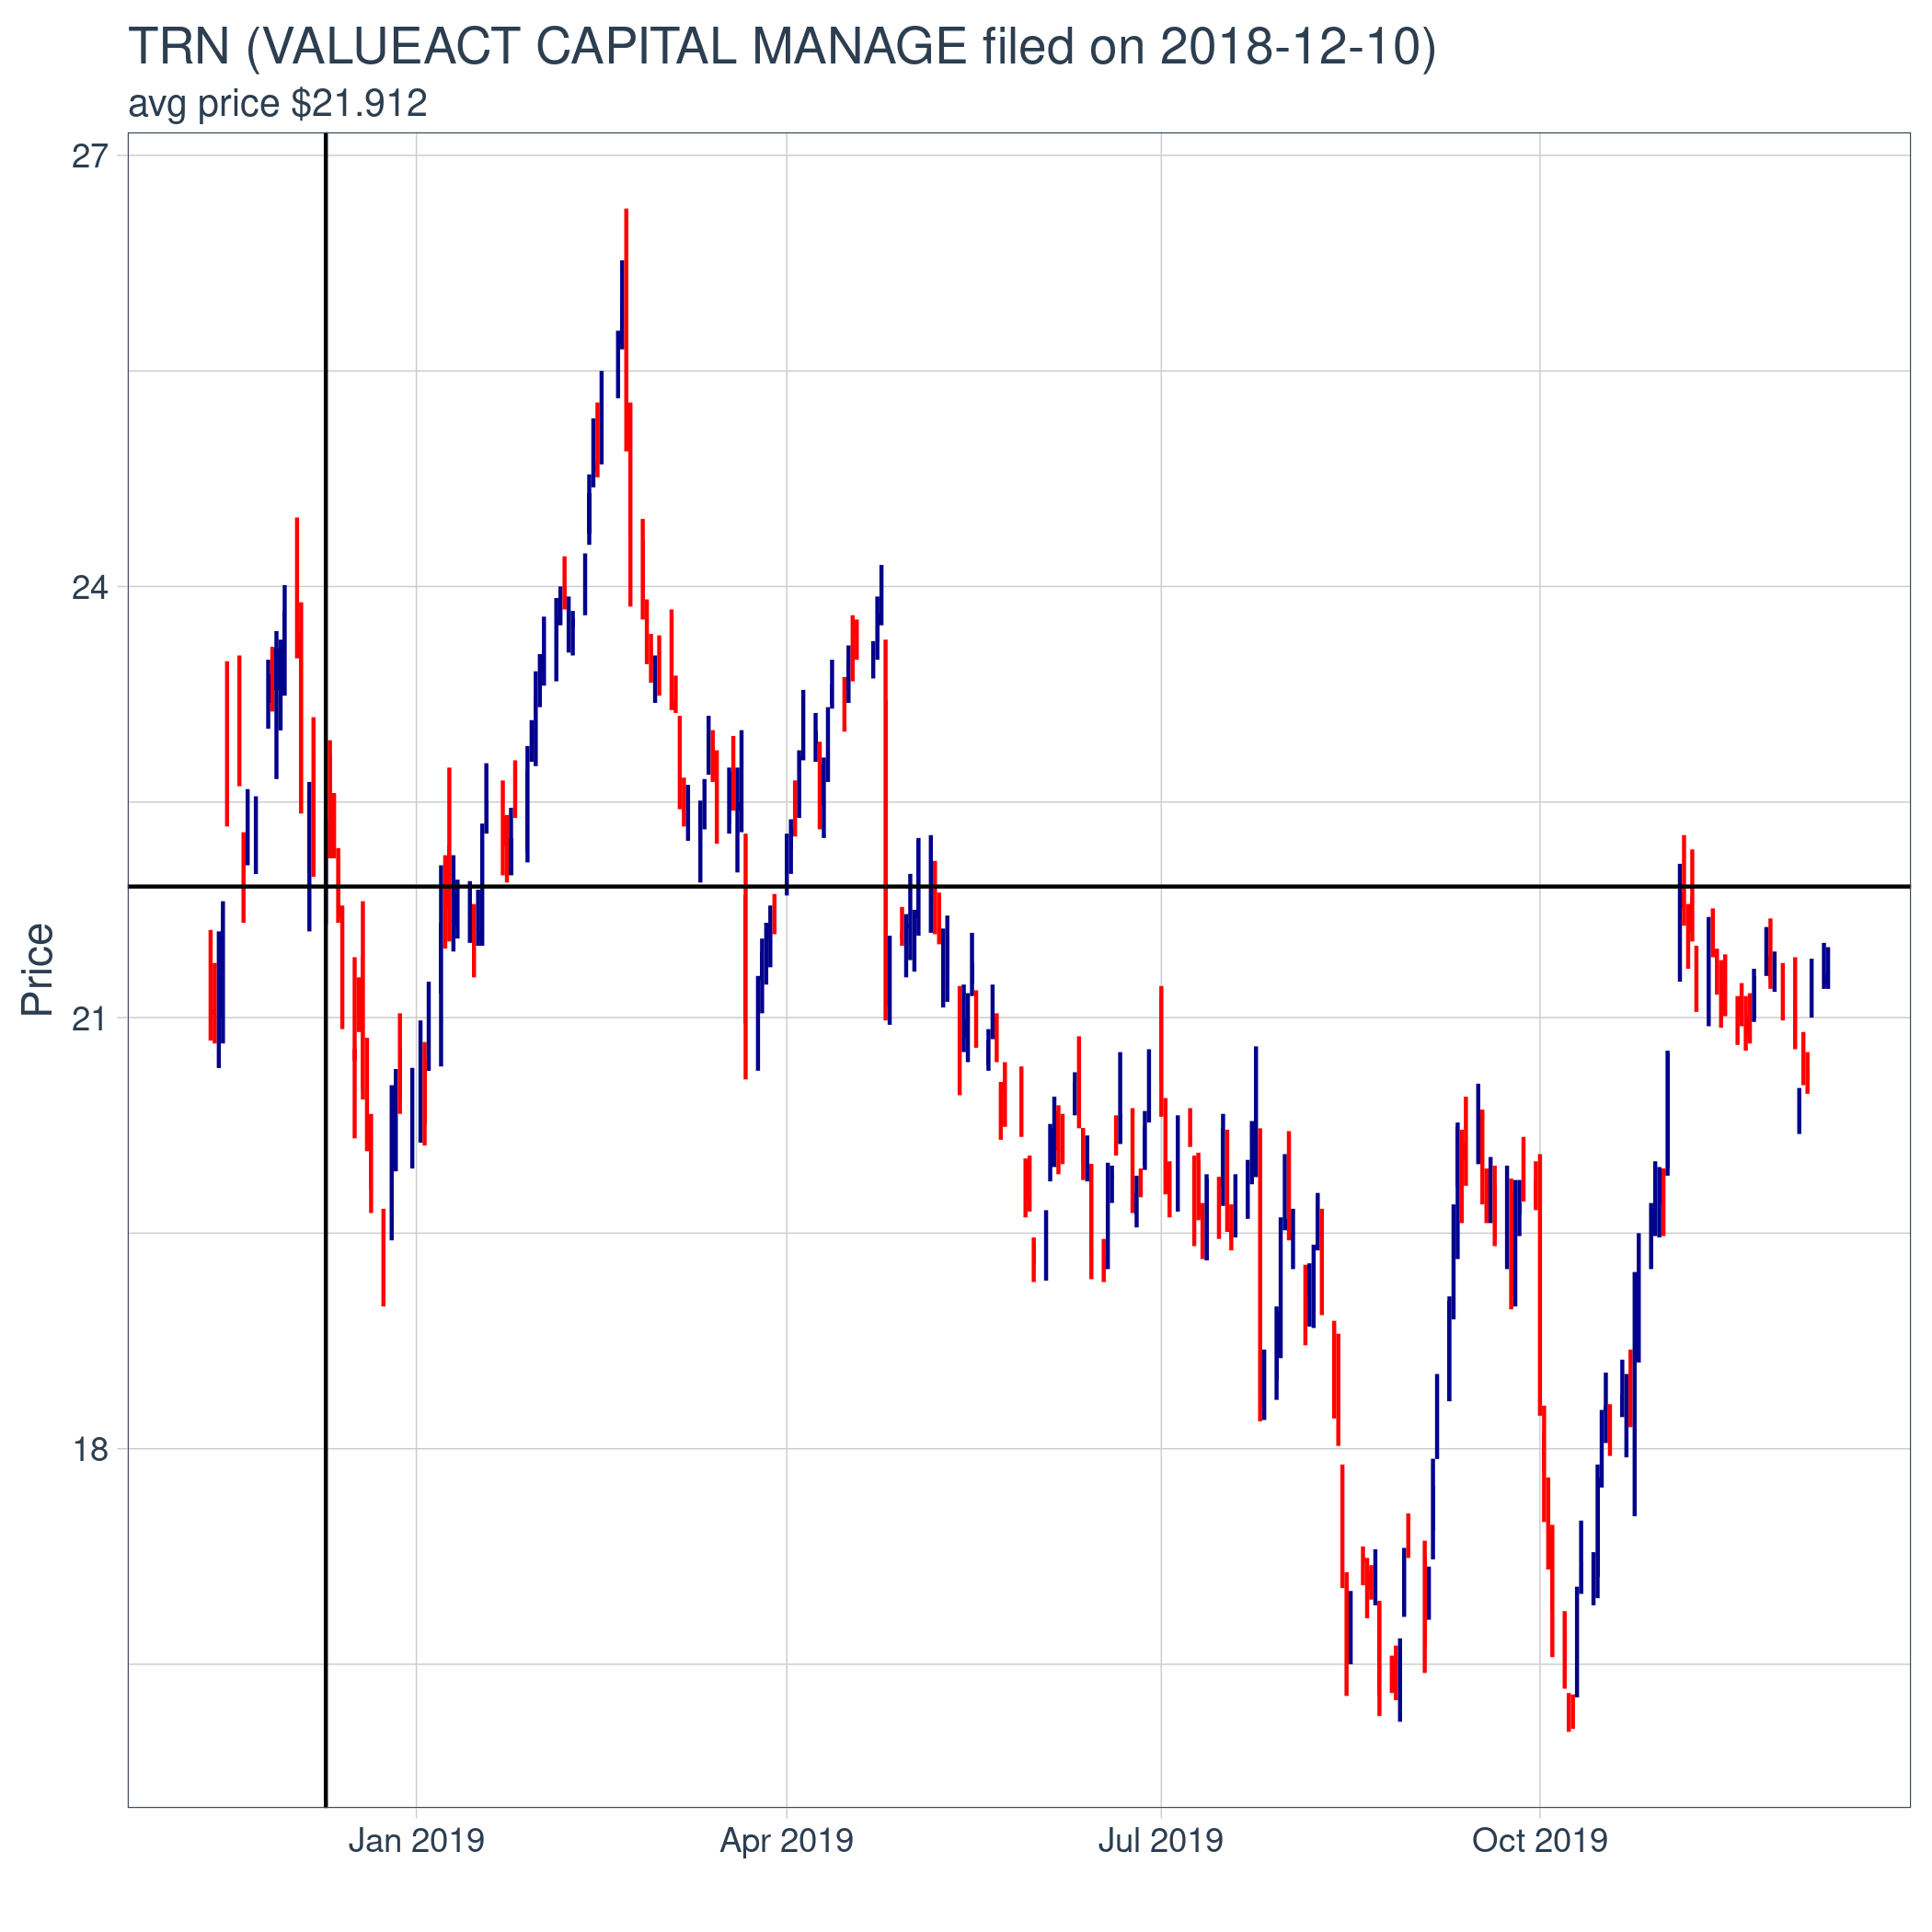 TRN (VALUEACT CAPITAL MANAGE filed on 2018-12-10)
avg price $21.912
27
24
21
18
Price
Jan 2019 Apr 2019 Jul 2019 Oct 2019